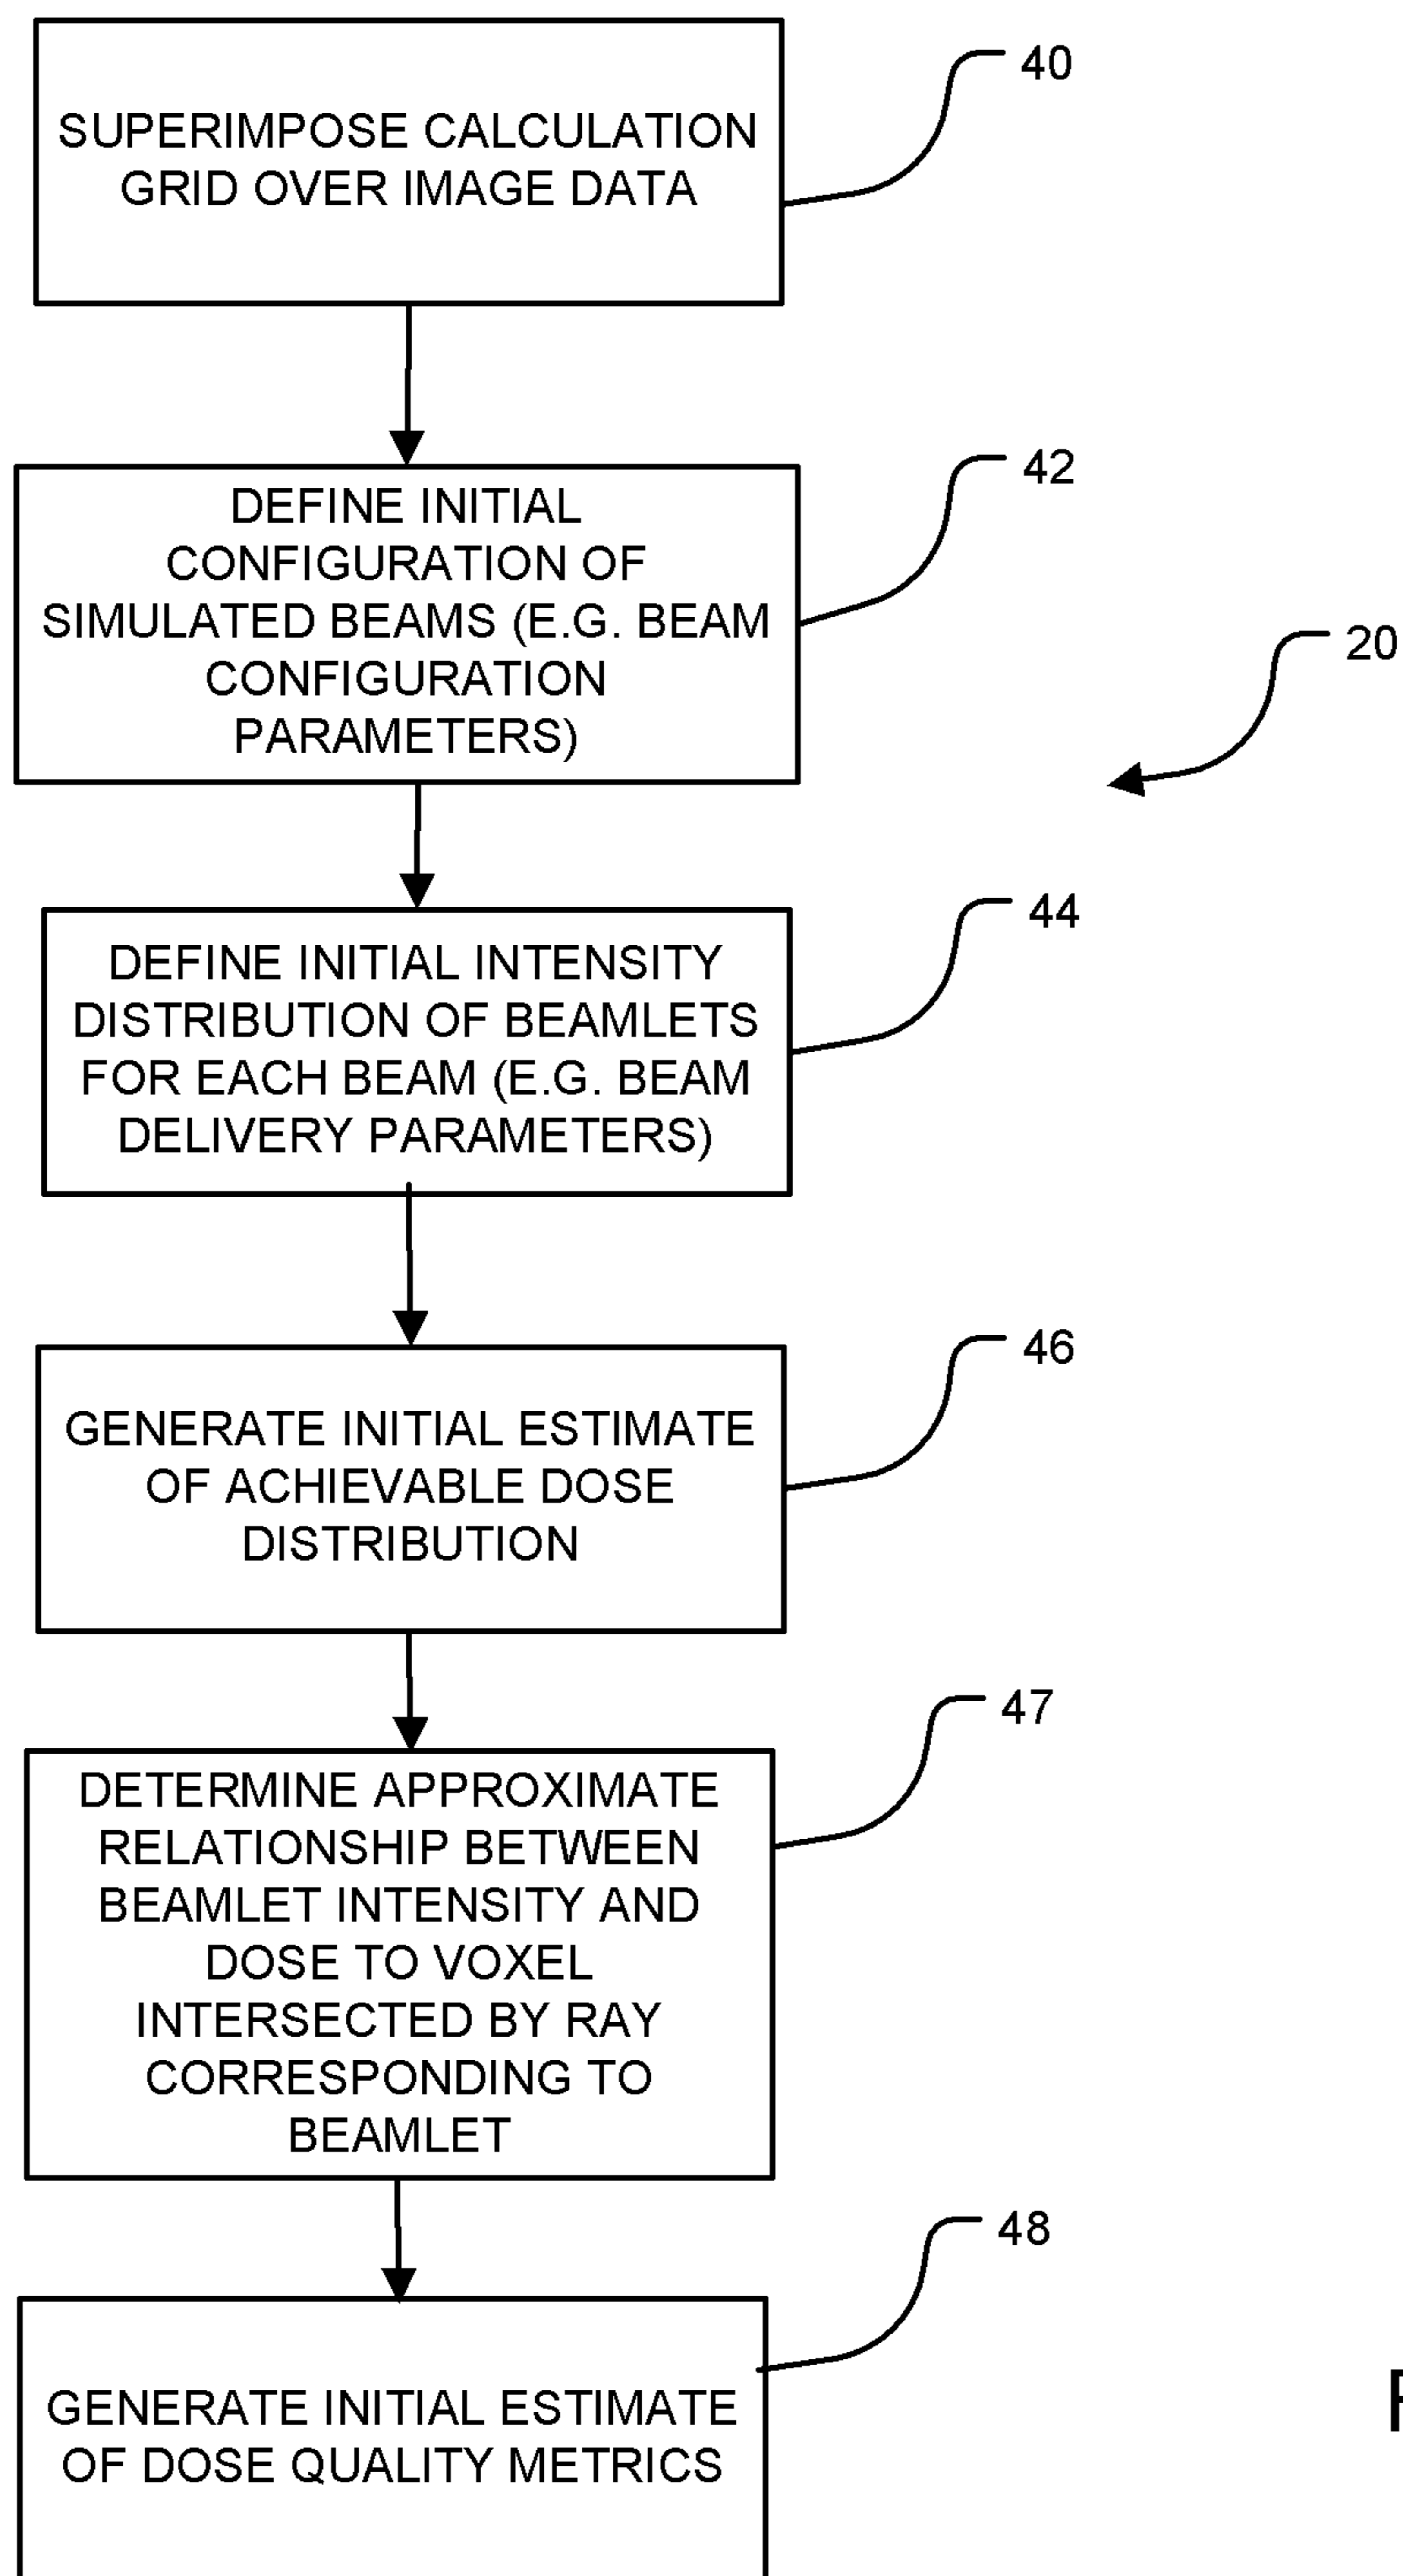 SUPERIMPOSE CALCULATION
GRID OVER IMAGE DATA
40
DEFINE INITIAL
CONFIGURATION OF
SIMULATED BEAMS (E.G. BEAM
CONFIGURATION
PARAMETERS)
42
20
DEFINE INITIAL INTENSITY
DISTRIBUTION OF BEAMLETS
FOR EACH BEAM (E.G. BEAM
DELIVERY PARAMETERS)
44
GENERATE INITIAL ESTIMATE
OF ACHIEVABLE DOSE
DISTRIBUTION
46
DETERMINE APPROXIMATE
RELATIONSHIP BETWEEN
BEAMLET INTENSITY AND
DOSE TO VOXEL
INTERSECTED BY RAY
CORRESPONDING TO
BEAMLET
47
GENERATE INITIAL ESTIMATE
OF DOSE QUALITY METRICS
48